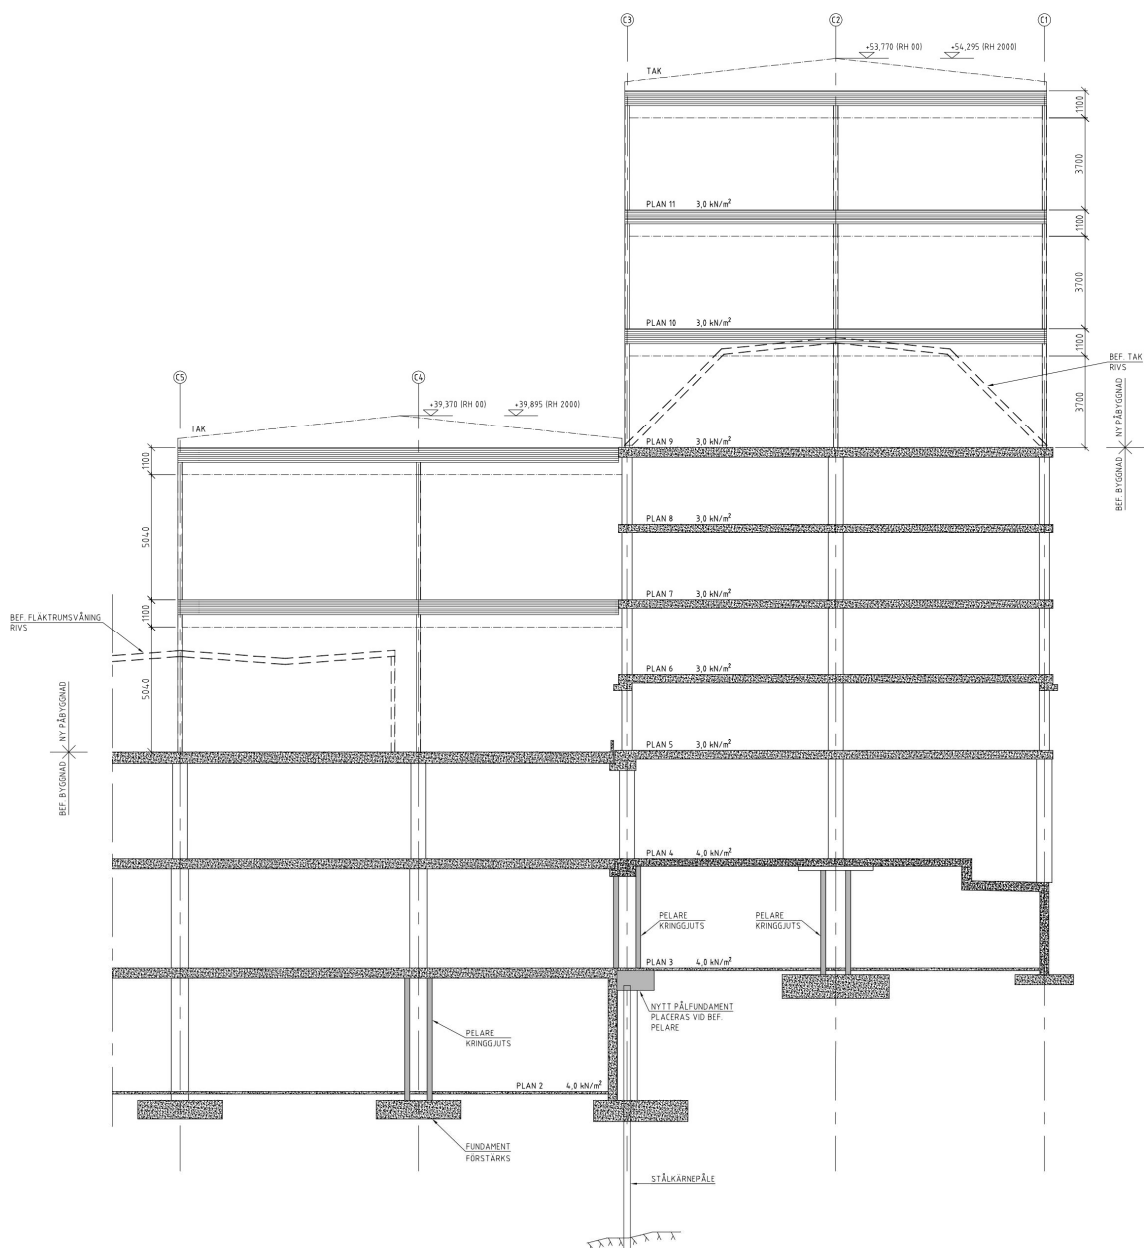 C3
C2
C1
+53,770 (RH 00)
+54,295 (RH 2000)
TAK
1100
3700
PLAN 11 3,0 kN/m²
1100
3700
PLAN 10 3,0 kN/m²
1100
BEF. TAK
RIVS
3700
C5
C4
+39,370 (RH 00)
+39,895 (RH 2000)
TAK
PLAN 9 3,0 kN/m²
NY PÅBYGGNAD
BEF. BYGGNAD
1100
5040
PLAN 8 3,0 kN/m²
PLAN 7 3,0 kN/m²
1100
BEF. FLÄKTRUMSVÅNING
RIVS
5040
PLAN 6 3,0 kN/m²
NY PÅBYGGNAD
BEF. BYGGNAD
PLAN 5 3,0 kN/m²
PLAN 4 4,0 kN/m²
PELARE
KRINGGJUTS
PELARE
KRINGGJUTS
PLAN 3 4,0 kN/m²
NYTT PÅLFUNDAMENT
PLACERAS VID BEF.
PELARE
PELARE
KRINGGJUTS
PLAN 2 4,0 kN/m²
FUNDAMENT
FÖRSTÄRKS
STÅLKÄRNEPÅLE